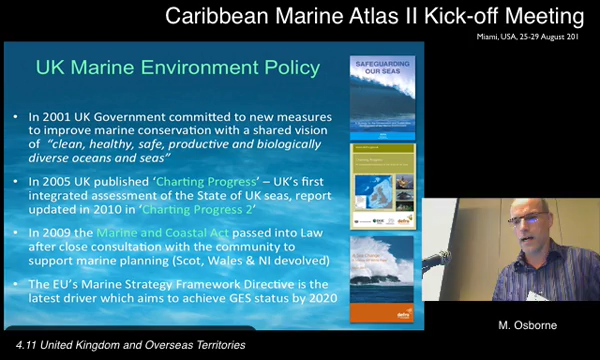 Caribbean Marine Atlas II Kick-off Meeting
Miami, USA, 25-29 August 201
UK Marine Environment Policy
• In 2001 UK Government committed to new measures
to improve marine conservation with a shared vision
of “clean, healthy, safe, productive and biologically
diverse oceans and seas”
• In 2005 UK published ‘Charting Progress’ – UK’s first
integrated assessment of the State of UK seas, report
updated in 2010 in ‘Charting Progress 2’
• In 2009 the Marine and Coastal Act passed into Law
after close consultation with the community to
support marine planning (Scot, Wales & NI devolved)
• The EU’s Marine Strategy Framework Directive is the
latest driver which aims to achieve GES status by 2020
SAFEGUARDING
OUR SEAS
Charting Progress
defra
defra
M. Osborne
4.11 United Kingdom and Overseas Territories